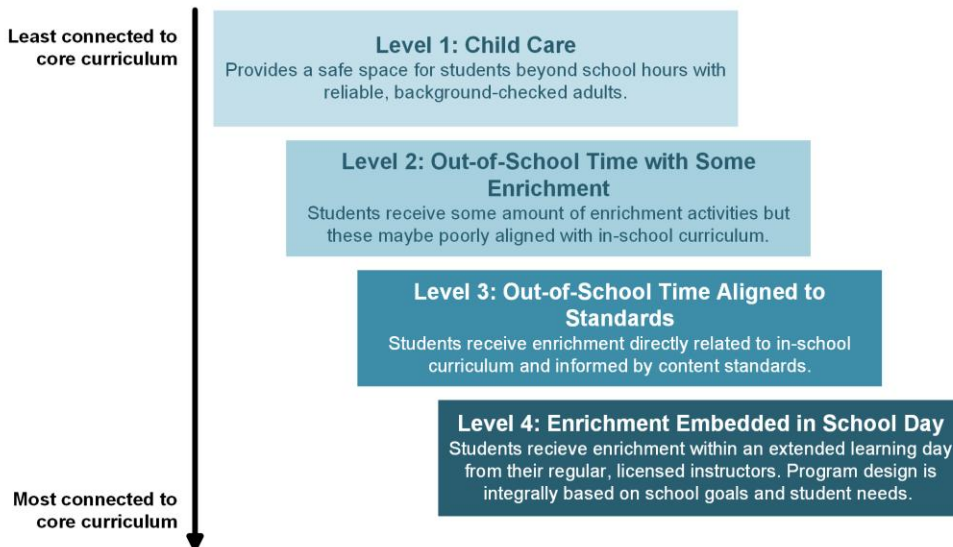 Least connected to
core curriculum
Level 1: Child Care
Provides a safe space for students beyond school hours with
reliable, background-checked adults.
Level 2: Out-of-School Time with Some
Enrichment
Students receive some amount of enrichment activities but
these maybe poorly aligned with in-school curriculum.
Level 3: Out-of-School Time Aligned to
Standards
Students receive enrichment directly related to in-school
curriculum and informed by content standards.
Level 4: Enrichment Embedded in School Day
Students recieve enrichment within an extended learning day
from their regular, licensed instructors. Program design is
integrally based on school goals and student needs.
Most connected to
core curriculum